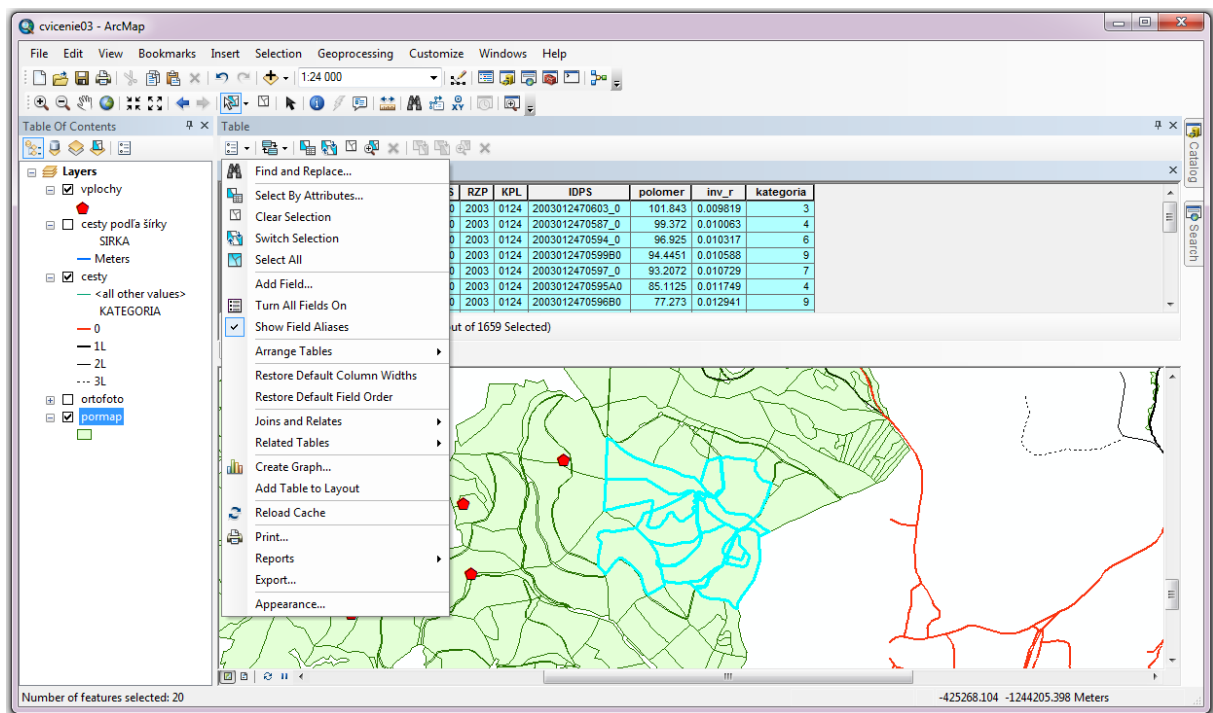 cvicenie03 - ArcMap
File Edit View Bookmarks Insert Selection Geoprocessing Customize Windows Help
1:24 000
Table Of Contents
Table
Layers
vplochy
cesty podľa šírky
SIRKA
Meters
cesty
<all other values>
KATEGORIA
0
1L
2L
3L
ortofoto
pormap
Find and Replace...
Select By Attributes...
Clear Selection
Switch Selection
Select All
Add Field...
Turn All Fields On
Show Field Aliases
Arrange Tables
Restore Default Column Widths
Restore Default Field Order
Joins and Relates
Related Tables
Create Graph...
Add Table to Layout
Reload Cache
Print...
Reports
Export...
Appearance...
S RZP KPL IDPS polomer inv_r kategoria
0 2003 0124 2003012470603_0 101.843 0.009819 3
0 2003 0124 2003012470587_0 99.372 0.010063 4
0 2003 0124 2003012470594_0 96.925 0.010317 6
0 2003 0124 2003012470599B0 94.4451 0.010588 9
0 2003 0124 2003012470597_0 93.2072 0.010729 7
0 2003 0124 2003012470595A0 85.1125 0.011749 4
0 2003 0124 2003012470596B0 77.273 0.012941 9
out of 1659 Selected)
Catalog
Search
Number of features selected: 20
-425268.104 -1244205.398 Meters